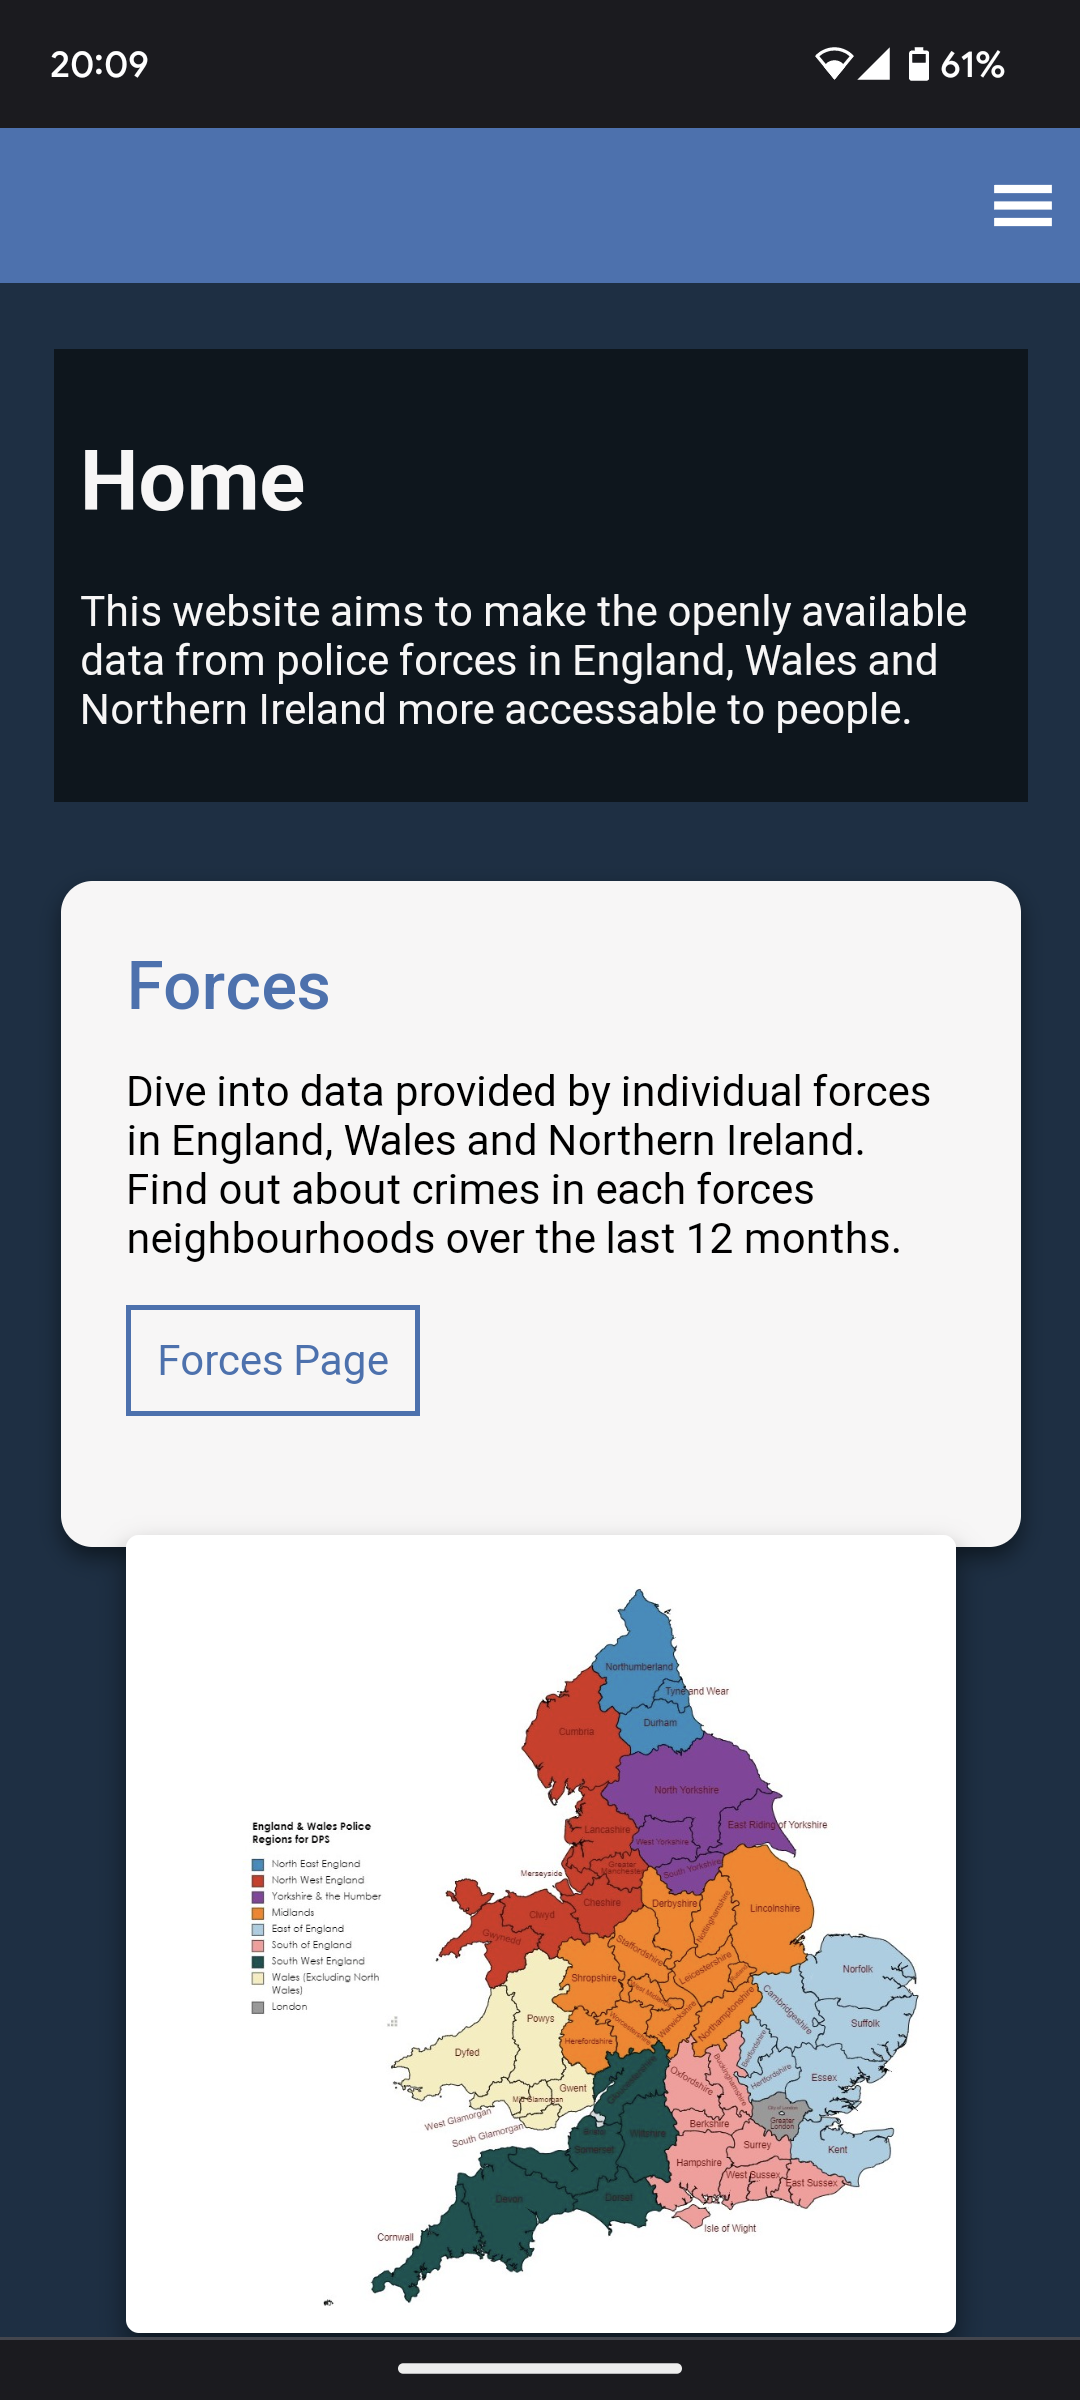 20:09
61%
Home
This website aims to make the openly available
data from police forces in England, Wales and
Northern Ireland more accessable to people.
Forces
Dive into data provided by individual forces
in England, Wales and Northern Ireland.
Find out about crimes in each forces
neighbourhoods over the last 12 months.
Forces Page
England & Wales Police
Regions for DPS
North East England
North West England
Yorkshire & the Humber
Midlands
East of England
South of England
South West England
Wales (Excluding North
Wales)
London
Northumberland
Tyne and Wear
Durham
Cumbria
North Yorkshire
East Riding of Yorkshire
Lancashire
West Yorkshire
South Yorkshire
Greater
Manchester
Merseyside
Cheshire
Derbyshire
Nottinghamshire
Lincolnshire
Clwyd
Gwynedd
Staffordshire
Leicestershire
Shropshire
West Midlands
Warwickshire
Northamptonshire
Worcestershire
Herefordshire
Norfolk
Cambridgeshire
Suffolk
Powys
Dyfed
Bedfordshire
Hertfordshire
Essex
Buckinghamshire
Oxfordshire
Gloucestershire
Gwent
Mid Glamorgan
West Glamorgan
South Glamorgan
City of London
Greater
London
Berkshire
Wiltshire
Somerset
Surrey
Kent
Hampshire
West Sussex
East Sussex
Devon
Dorset
Isle of Wight
Cornwall